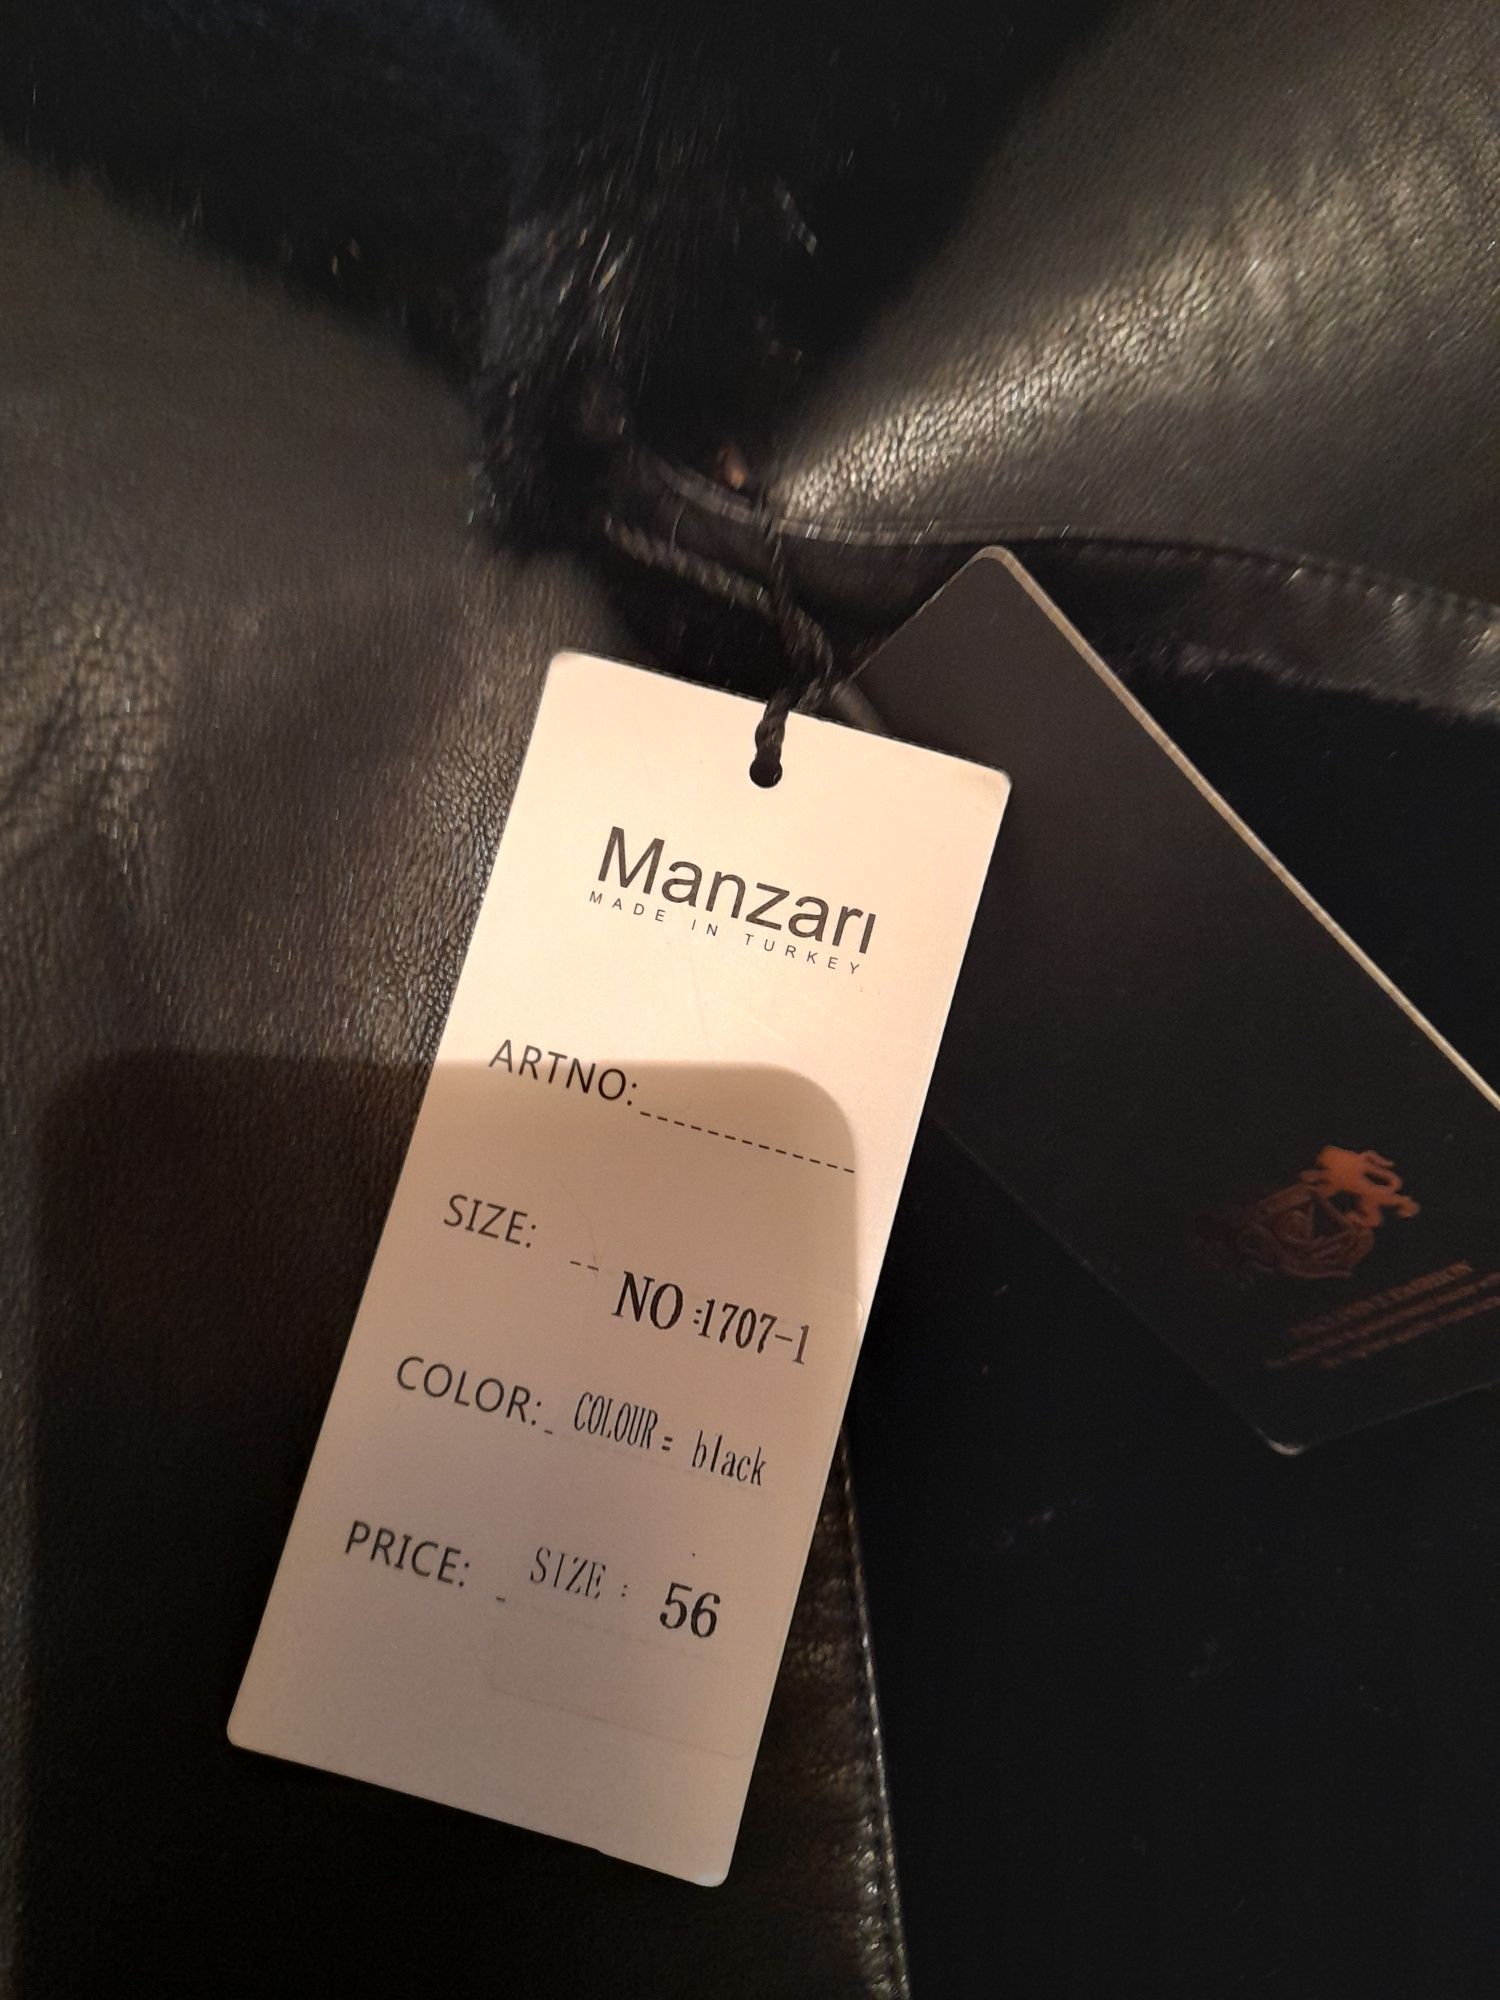 Manzarı
MADE IN TURKEY
ARTNO:
SIZE:
NO:1707-1
COLOR: COLOUR= black
PRICE: SIZE: 56